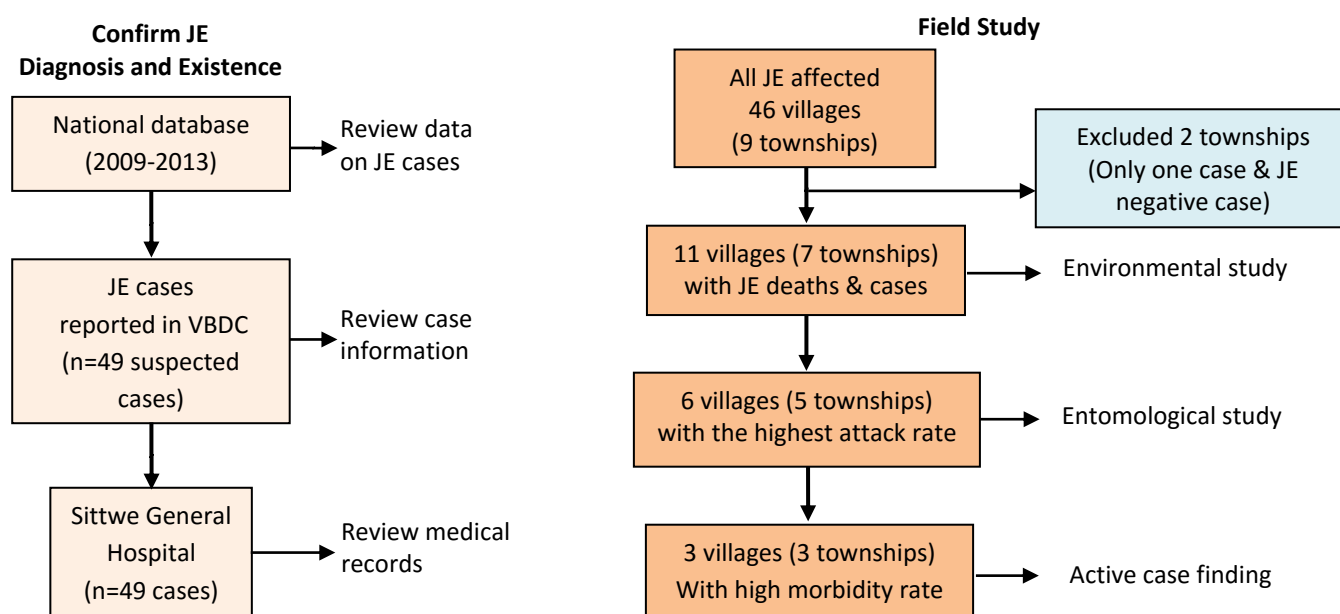 Confirm JE
Diagnosis and Existence
National database
(2009-2013)
Review data
on JE cases
JE cases
reported in VBDC
(n=49 suspected
cases)
Review case
information
Sittwe General
Hospital
(n=49 cases)
Review medical
records
Field Study
All JE affected
46 villages
(9 townships)
Excluded 2 townships
(Only one case & JE
negative case)
11 villages (7 townships)
with JE deaths & cases
Environmental study
6 villages (5 townships)
with the highest attack rate
Entomological study
3 villages (3 townships)
With high morbidity rate
Active case finding